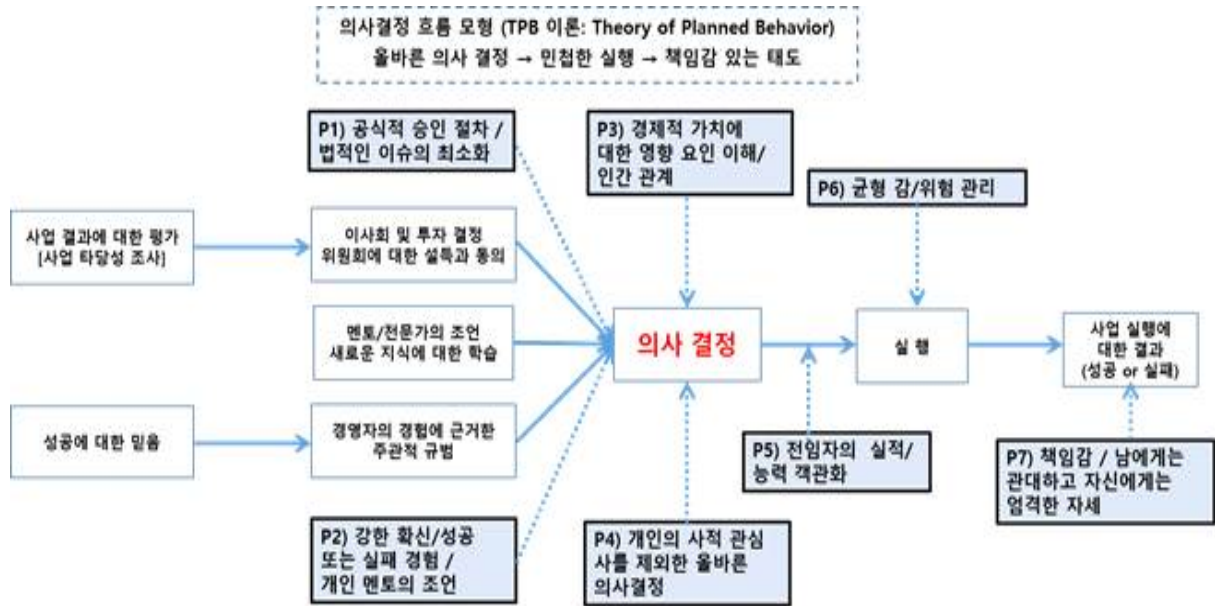 의사결정 흐름 모형 (TPB 이론: Theory of Planned Behavior)
올바른 의사 결정 → 민첩한 실행 → 책임감 있는 태도
P1) 공식적 승인 절차 /
법적인 이슈의 최소화
P3) 경제적 가치에
대한 영향 요인 이해/
인간 관계
P6) 균형 감/위험 관리
사업 결과에 대한 평가
[사업 타당성 조사]
이사회 및 투자 결정
위원회에 대한 설득과 동의
멘토/전문가의 조언
새로운 지식에 대한 학습
의사 결정
실 행
사업 실행에
대한 결과
(성공 or 실패)
성공에 대한 믿음
경영자의 경험에 근거한
주관적 규범
P5) 전임자의 실적/
능력 객관화
P7) 책임감 / 남에게는
관대하고 자신에게는
엄격한 자세
P2) 강한 확신/성공
또는 실패 경험 /
개인 멘토의 조언
P4) 개인의 사적 관심
사를 제외한 올바른
의사결정